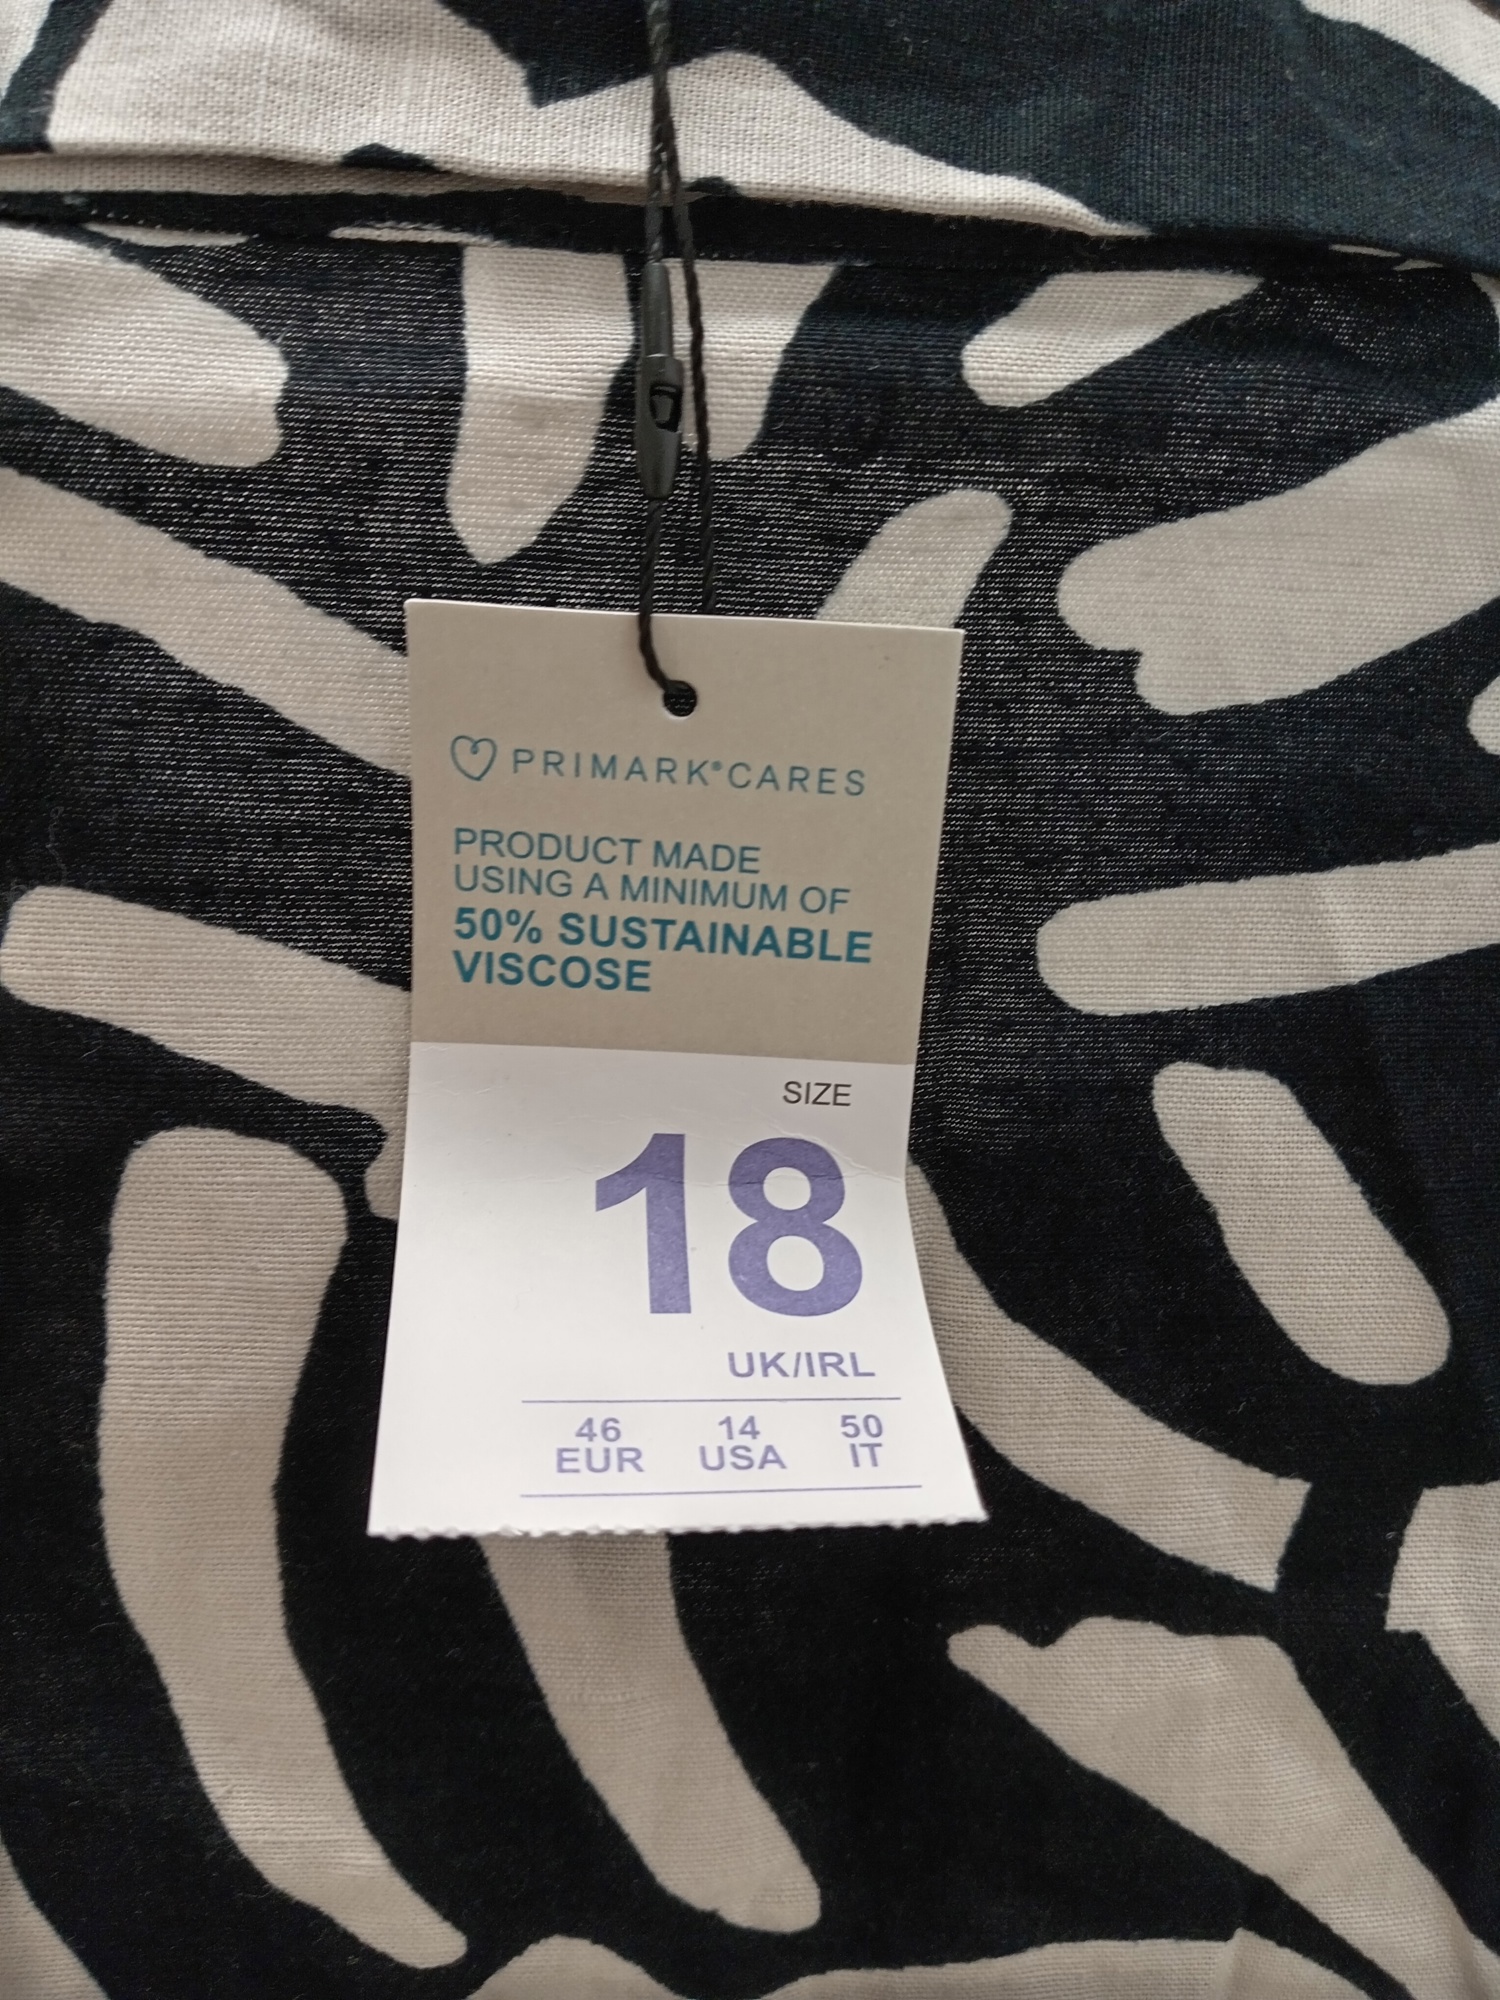 PRIMARK®CARES
PRODUCT MADE
USING A MINIMUM OF
50% SUSTAINABLE
VISCOSE
SIZE
18
UK/IRL
46 14 50
EUR USA IT